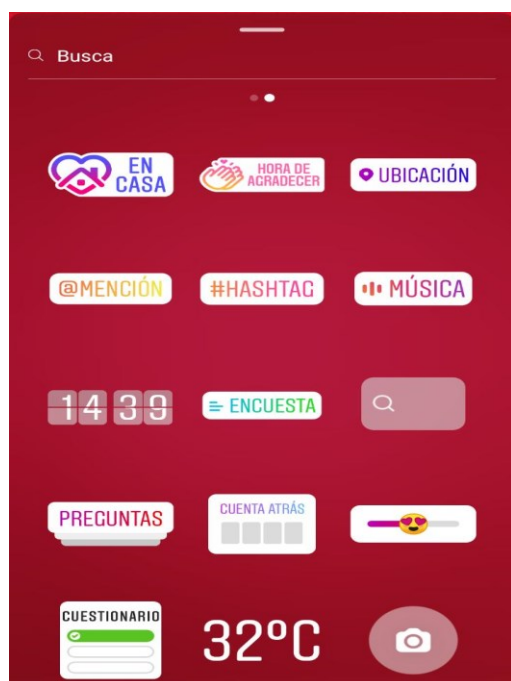 Busca
EN
CASA
HORA DE
AGRADECER
UBICACIÓN
@MENCIÓN
#HASHTAG
MÚSICA
14 39
ENCUESTA
PREGUNTAS
CUENTA ATRÁS
CUESTIONARIO
32°C